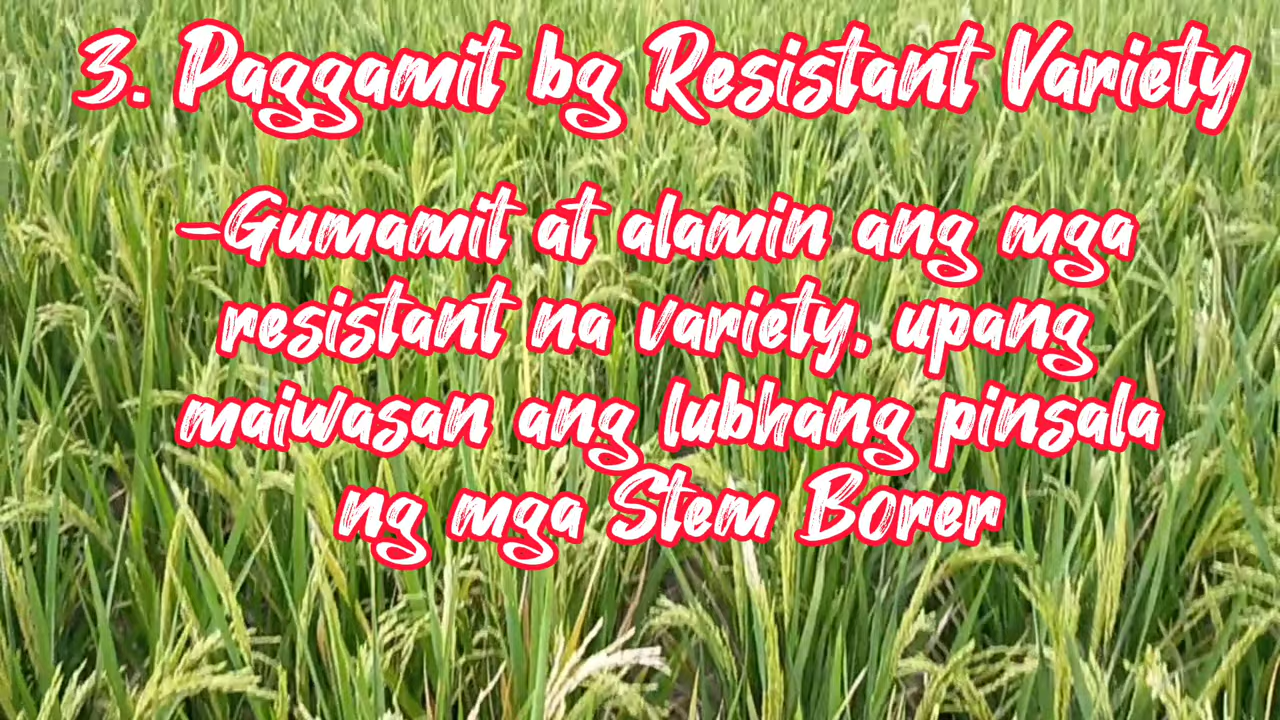 3. Paggamit bg Resistant Variety
-Gumamit at alamin ang mga
resistant na variety. upang
maiwasan ang lubhang pinsala
ng mga Stem Borer